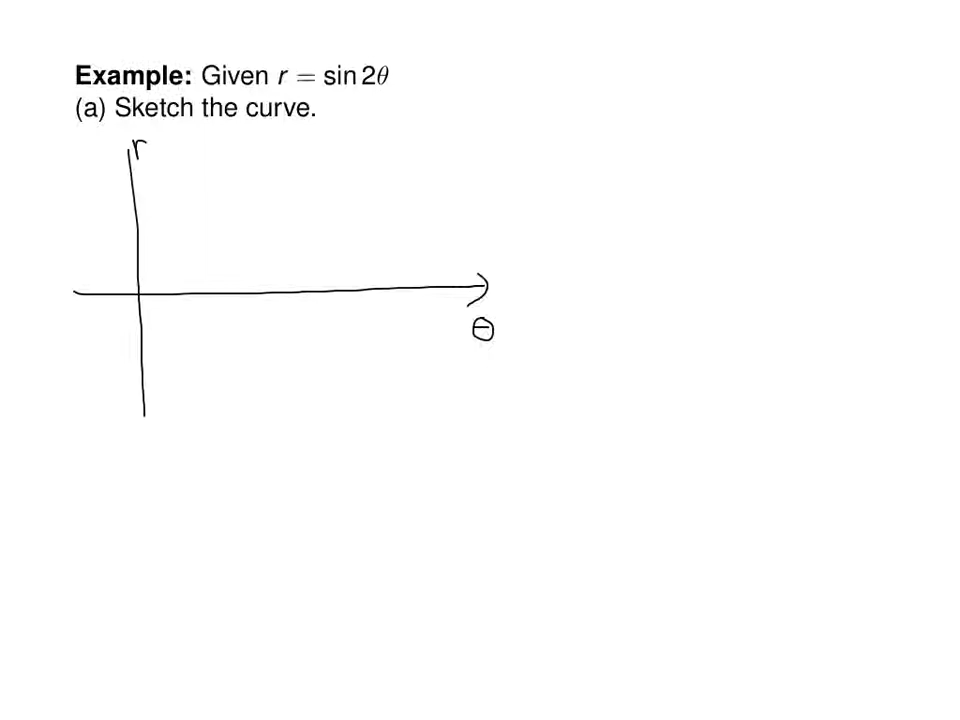 Example: Given r = sin 2θ
(a) Sketch the curve.
r
θ